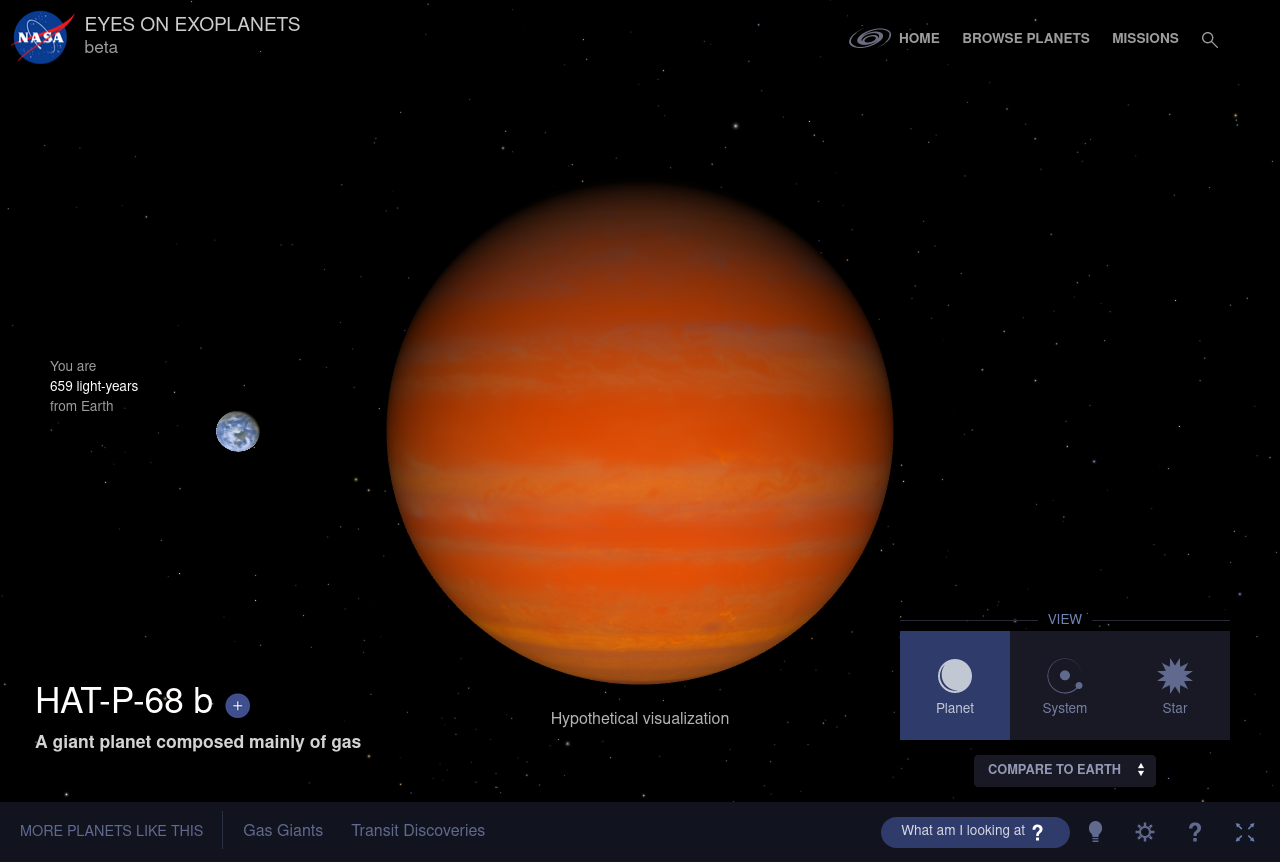 NASA
EYES ON EXOPLANETS
beta
HOME
BROWSE PLANETS
MISSIONS
You are
659 light-years
from Earth
VIEW
Planet
System
Star
HAT-P-68 b +
A giant planet composed mainly of gas
Hypothetical visualization
COMPARE TO EARTH
MORE PLANETS LIKE THIS
Gas Giants
Transit Discoveries
What am I looking at ?
?